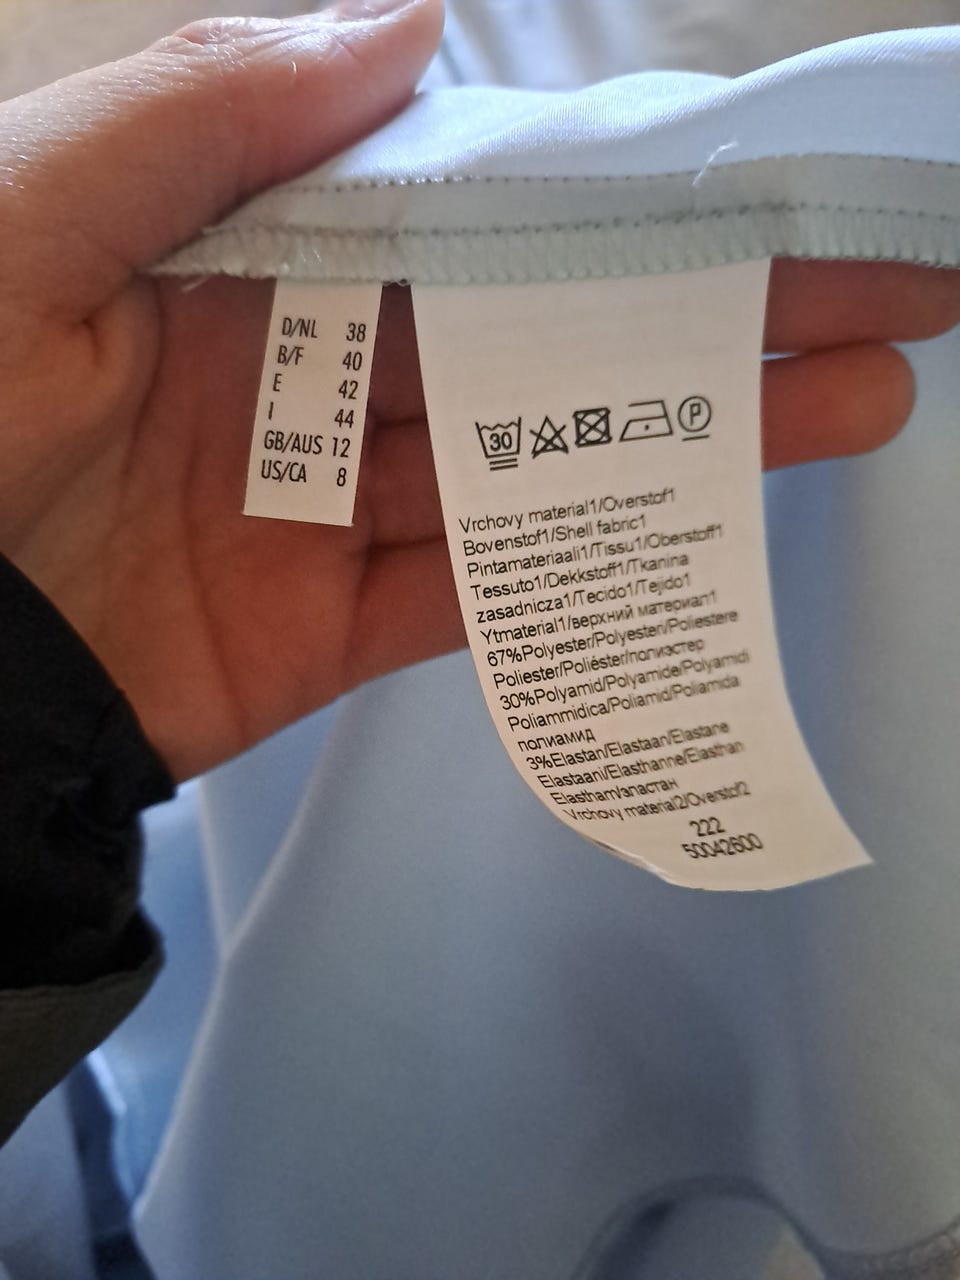 D/NL 38
B/F 40
E 42
I 44
GB/AUS 12
US/CA 8
30
P
Vrchovy material1/Overstof1
Bovenstof1/Shell fabric1
Pintamateriaali1/Tissu1/Oberstoff1
Tessuto1/Dekkstoff1/Tkanina
zasadnicza1/Tecido1/Tejido1
Ytmaterial1/верхний материал1
67%Polyester/Polyesteri/Poliestere
Poliester/Poliéster/полиэстер
30%Polyamid/Polyamide/Polyamidi
Poliammidica/Poliamid/Poliamida
полиамид
3%Elastan/Elastaan/Elastane
Elastaani/Elasthanne/Elasthan
Elastham/эластан
Vrchovy material2/Overstof2
222
50042600